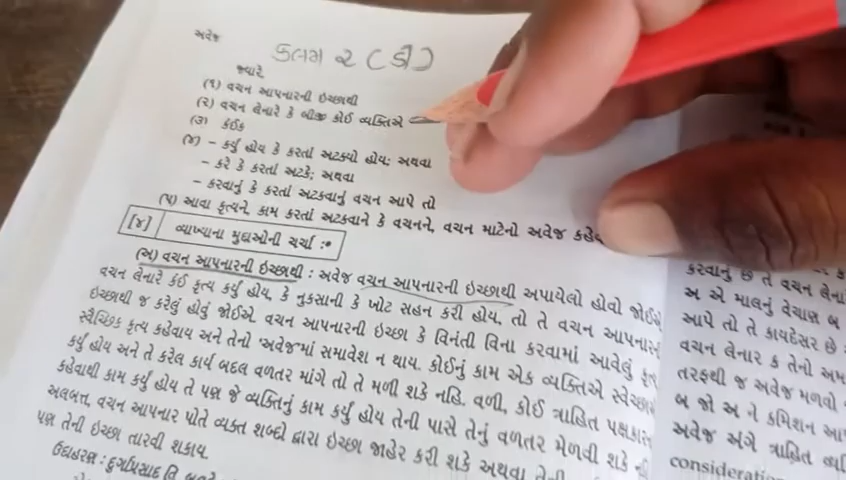 અવેજ
કલમ ૨ (ડી)
જ્યારે
(૧) વચન આપનારની ઇચ્છાથી
(૨) વચન લેનારે કે બીજી કોઈ વ્યક્તિએ
(૩) કંઈક
(૪) – કર્યું હોય કે કરતાં અટક્યો હોય; અથવા
– કરે કે કરતાં અટકે; અથવા
– કરવાનું કે કરતાં અટકવાનું વચન આપે તો
(૫) આવા કૃત્યને, કામ કરતાં અટકવાને કે વચનને, વચન માટેનો અવેજ કહે
[૪] વ્યાખ્યાના મુદ્દાઓની ચર્ચા :
(અ) વચન આપનારની ઇચ્છાથી : અવેજ વચન આપનારની ઇચ્છાથી અપાયેલો હોવો જોઈએ
વચન લેનારે કંઈ કૃત્ય કર્યું હોય, કે નુકસાની કે ખોટ સહન કરી હોય, તો તે વચન આપનારની
ઇચ્છાથી જ કરેલું હોવું જોઈએ. વચન આપનારની ઇચ્છા કે વિનંતી વિના કરવામાં આવેલું કૃત્ય
સ્વૈચ્છિક કૃત્ય કહેવાય અને તેનો 'અવેજ'માં સમાવેશ ન થાય. કોઈનું કામ એક વ્યક્તિએ સ્વેચ્છાએ
કર્યું હોય અને તે કરેલ કાર્ય બદલ વળતર માંગે તો તે મળી શકે નહિ. વળી, કોઈ ત્રાહિત પક્ષકારના
કહેવાથી કામ કર્યું હોય તે પણ જે વ્યક્તિનું કામ કર્યું હોય તેની પાસે તેનું વળતર મેળવી શકે
અલબત્ત, વચન આપનાર પોતે વ્યક્ત શબ્દો દ્વારા ઇચ્છા જાહેર કરી શકે અથવા તેની
પણ તેની ઇચ્છા તારવી શકાય.
ઉદાહરણ : દુર્ગાપ્રસાદ વિ. બલદેવ
કરવાનું છે તે વચન લેના
અ એ માલનું વેચાણ બ
આપે તો તે કાયદેસર છે
વચન લેનાર ક તેનો અમ
તરફથી જ અવેજ મળવો
બ જો અ ને કમિશન આ
અવેજ અંગે ત્રાહિત વ્ય
consideratio